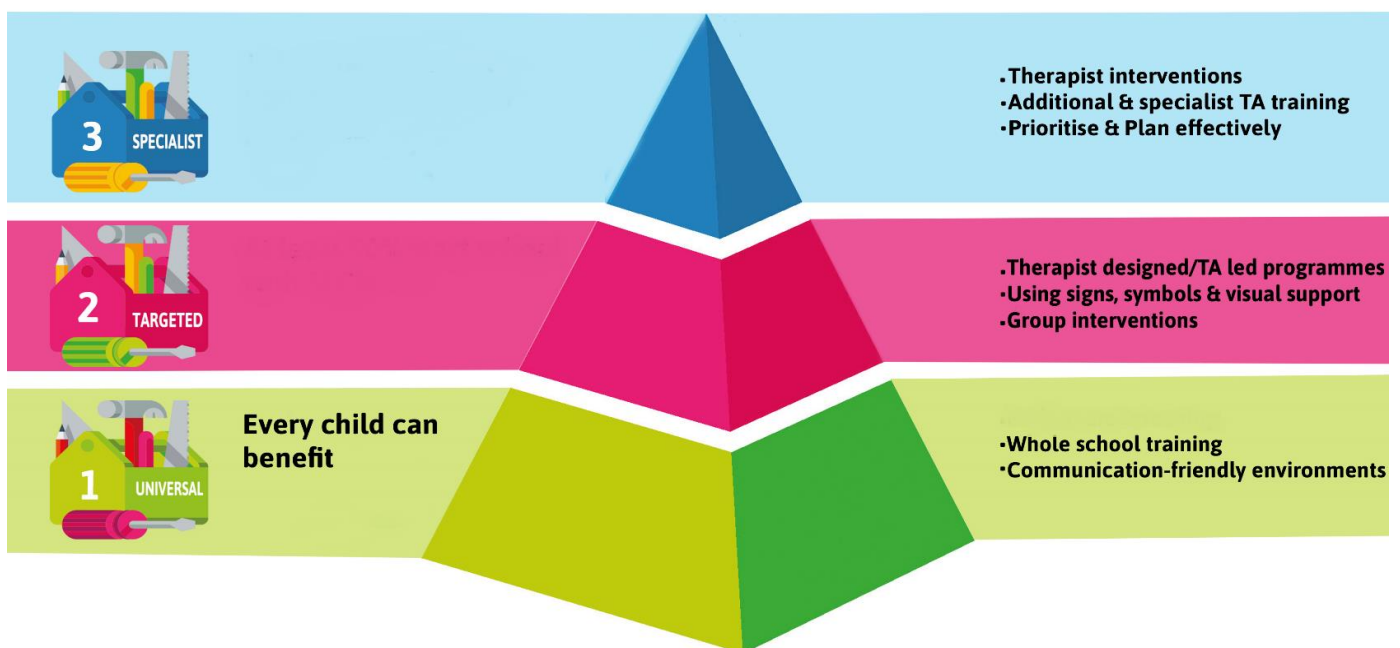 3 SPECIALIST
.Therapist interventions
·Additional & specialist TA training
·Prioritise & Plan effectively
2 TARGETED
.Therapist designed/TA led programmes
·Using signs, symbols & visual support
·Group interventions
1 UNIVERSAL
Every child can
benefit
·Whole school training
·Communication-friendly environments